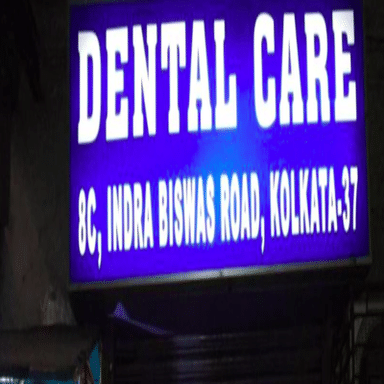 DENTAL CARE
8C, INDRA BISWAS ROAD, KOLKATA-37